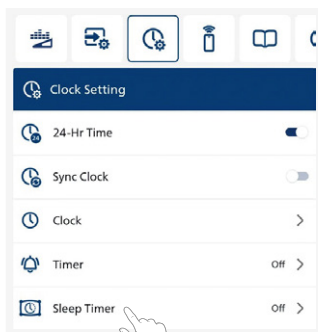 Clock Setting
24-Hr Time
Sync Clock
Clock
Timer Off
Sleep Timer Off